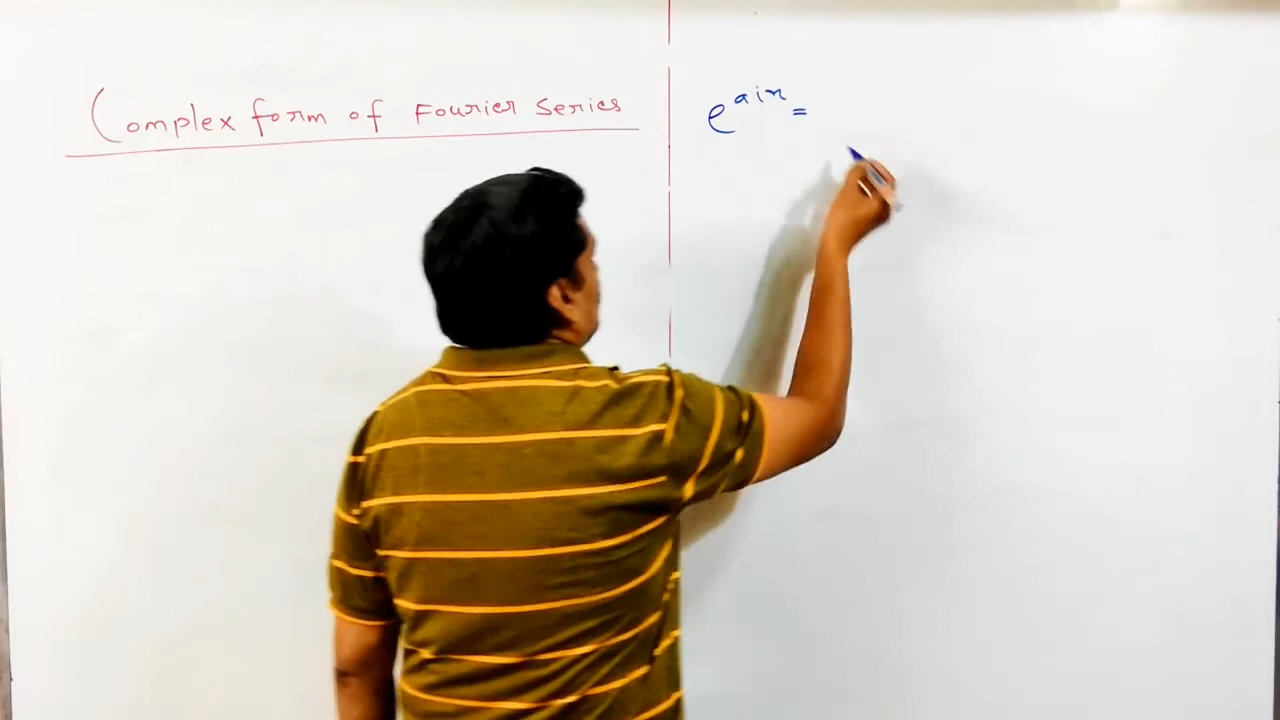 Complex form of Fourier Series
e^{aix} =